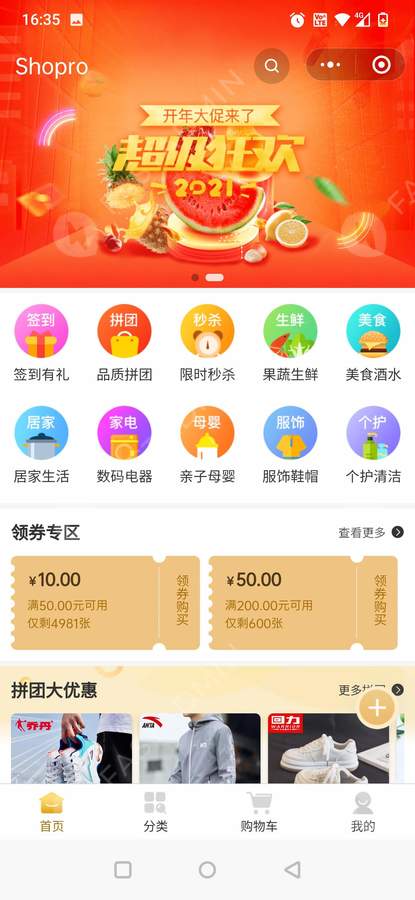 16:35
4G
Vo LTE
Shopro
开年大促来了
超级狂欢
2021
签到
拼团
秒杀
生鲜
美食
签到有礼
品质拼团
限时秒杀
果蔬生鲜
美食酒水
居家
家电
母婴
服饰
个护
居家生活
数码电器
亲子母婴
服饰鞋帽
个护清洁
领券专区
查看更多
¥10.00
满50.00元可用
仅剩4981张
领券购买
¥50.00
满200.00元可用
仅剩600张
领券购买
拼团大优惠
更多拼团
乔丹
ANTA
回力
WARRIOR
首页
分类
购物车
我的